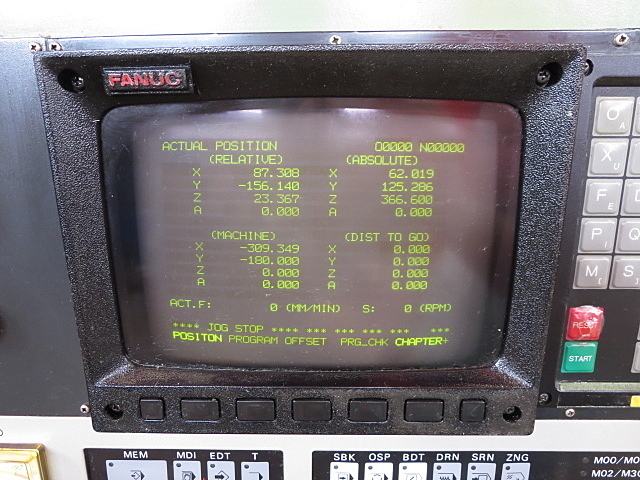 FANUC
ACTUAL POSITION O0000 N00000
(RELATIVE) (ABSOLUTE)
X 87.308 X 62.019
Y -156.140 Y 125.286
Z 23.367 Z 366.600
A 0.000 A 0.000
(MACHINE) (DIST TO GO)
X -309.349 X 0.000
Y -180.000 Y 0.000
Z 0.000 Z 0.000
A 0.000 A 0.000
ACT.F: 0 (MM/MIN) S: 0 (RPM)
**** JOG STOP **** *** *** *** *** ***
POSITON PROGRAM OFFSET PRG_CHK CHAPTER+
O A
X U
F E D
P I Q
M S
RESET
START
MEM MDI EDT T SBK OSP BDT DRN SRN ZNG
M00/M0
M02/M30